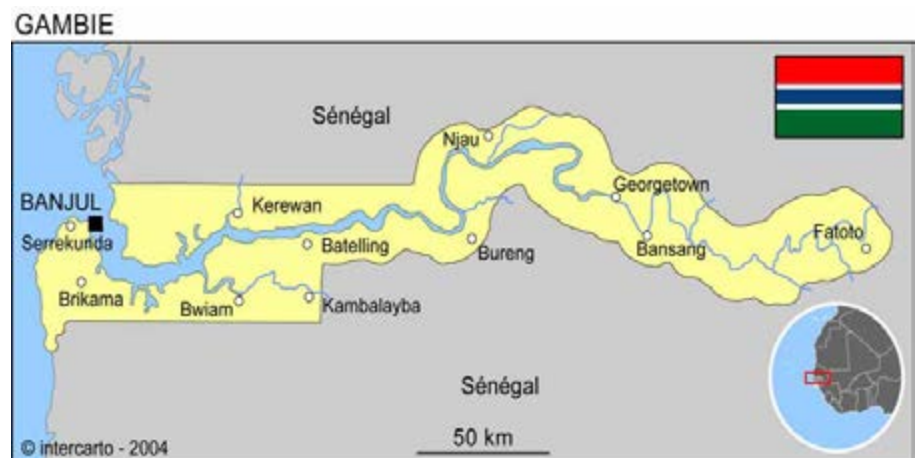 GAMBIE
Sénégal
Njau
Georgetown
BANJUL
Kerewan
Serrekunda
Batelling
Bureng
Bansang
Fatoto
Brikama
Bwiam
Kambalayba
Sénégal
50 km
© intercarto - 2004